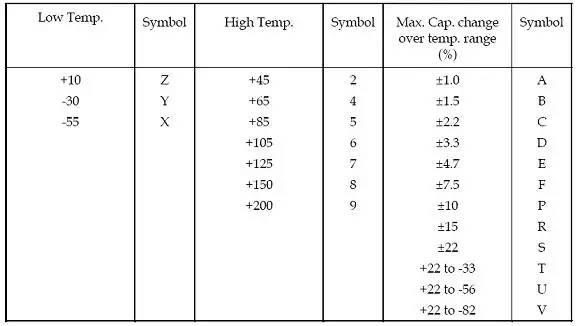 Low Temp. Symbol High Temp. Symbol Max. Cap. change over temp. range (%) Symbol
+10 Z +45 2 ±1.0 A
-30 Y +65 4 ±1.5 B
-55 X +85 5 ±2.2 C
+105 6 ±3.3 D
+125 7 ±4.7 E
+150 8 ±7.5 F
+200 9 ±10 P
±15 R
±22 S
+22 to -33 T
+22 to -56 U
+22 to -82 V